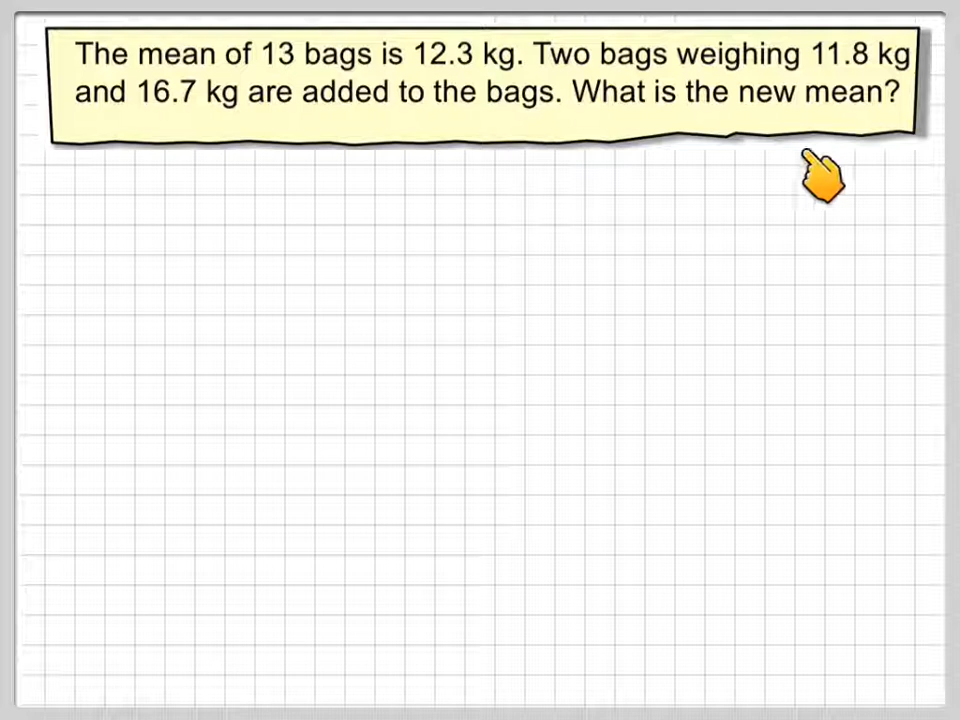 The mean of 13 bags is 12.3 kg. Two bags weighing 11.8 kg
and 16.7 kg are added to the bags. What is the new mean?